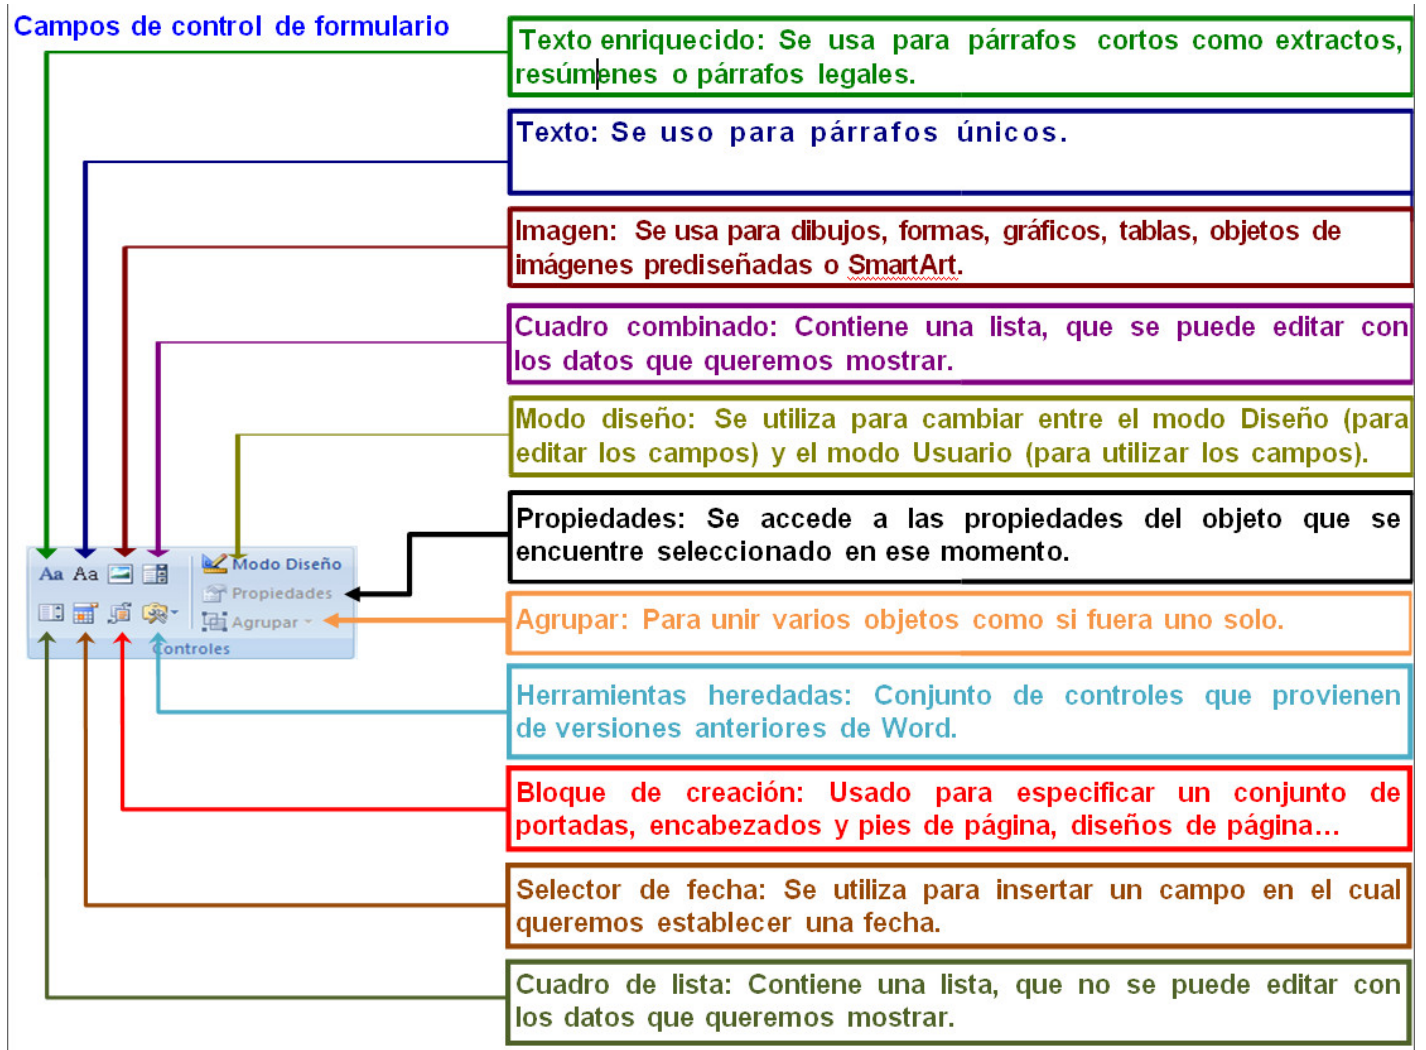 Campos de control de formulario
Texto enriquecido: Se usa para párrafos cortos como extractos,
resúmenes o párrafos legales.
Texto: Se uso para párrafos únicos.
Imagen: Se usa para dibujos, formas, gráficos, tablas, objetos de
imágenes prediseñadas o SmartArt.
Cuadro combinado: Contiene una lista, que se puede editar con
los datos que queremos mostrar.
Modo diseño: Se utiliza para cambiar entre el modo Diseño (para
editar los campos) y el modo Usuario (para utilizar los campos).
Propiedades: Se accede a las propiedades del objeto que se
encuentre seleccionado en ese momento.
Aa Aa Modo Diseño
Propiedades
Agrupar
Controles
Agrupar: Para unir varios objetos como si fuera uno solo.
Herramientas heredadas: Conjunto de controles que provienen
de versiones anteriores de Word.
Bloque de creación: Usado para especificar un conjunto de
portadas, encabezados y pies de página, diseños de página...
Selector de fecha: Se utiliza para insertar un campo en el cual
queremos establecer una fecha.
Cuadro de lista: Contiene una lista, que no se puede editar con
los datos que queremos mostrar.